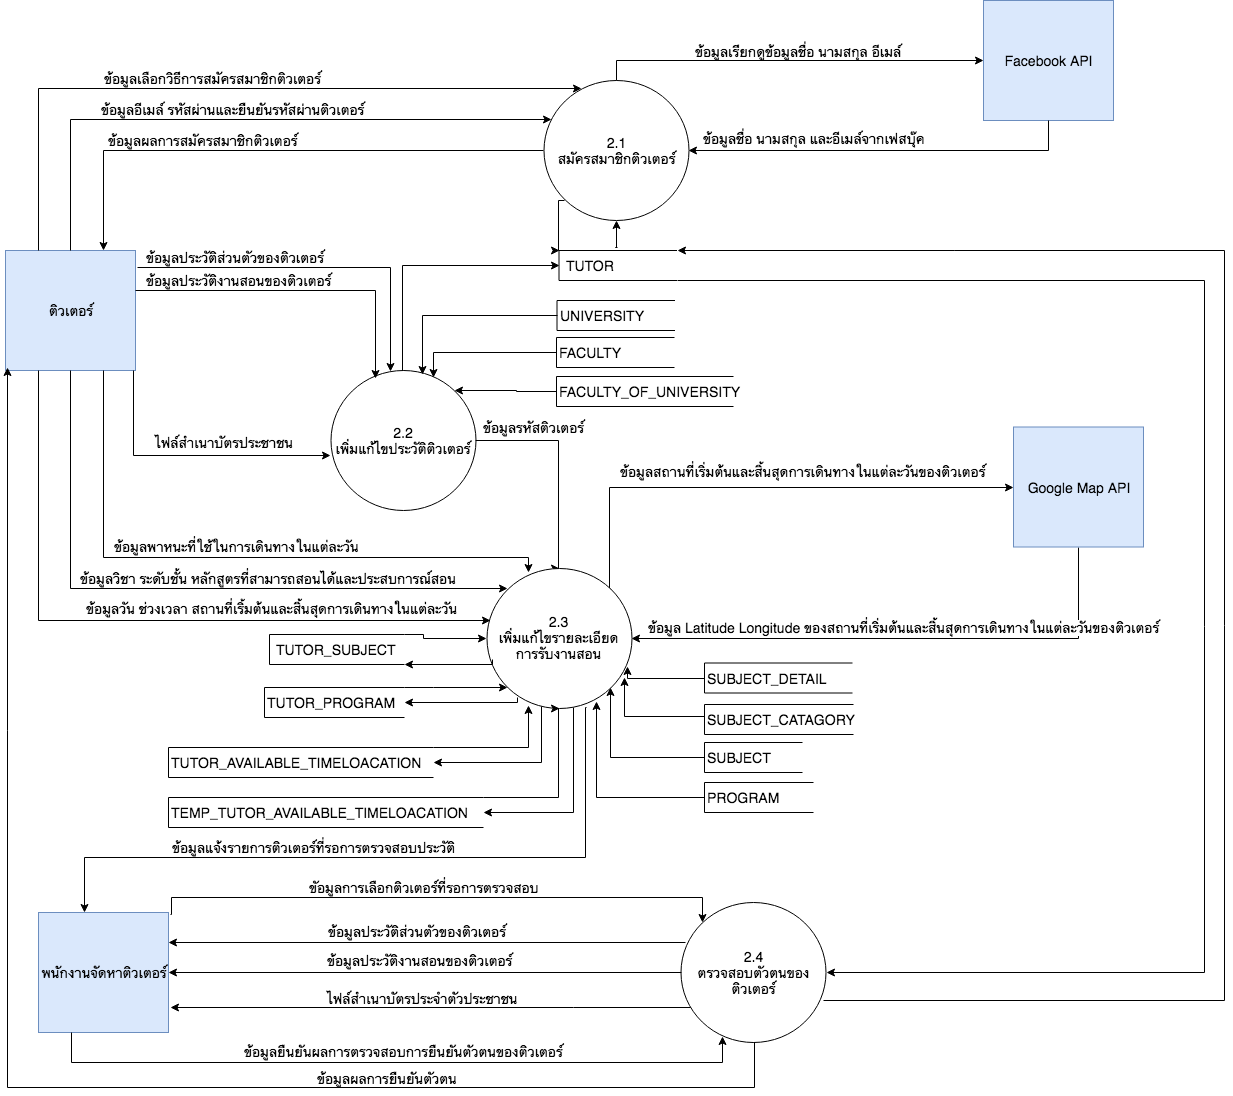 ข้อมูลเรียกดูข้อมูลชื่อ นามสกุล อีเมล์
Facebook API
ข้อมูลเลือกวิธีการสมัครสมาชิกติวเตอร์
ข้อมูลอีเมล์ รหัสผ่านและยืนยันรหัสผ่านติวเตอร์
ข้อมูลผลการสมัครสมาชิกติวเตอร์
2.1
สมัครสมาชิกติวเตอร์
ข้อมูลชื่อ นามสกุล และอีเมล์จากเฟสบุ๊ค
ข้อมูลประวัติส่วนตัวของติวเตอร์
ข้อมูลประวัติงานสอนของติวเตอร์
TUTOR
ติวเตอร์
UNIVERSITY
FACULTY
FACULTY_OF_UNIVERSITY
2.2
เพิ่มแก้ไขประวัติติวเตอร์
ข้อมูลรหัสติวเตอร์
ไฟล์สำเนาบัตรประชาชน
ข้อมูลสถานที่เริ่มต้นและสิ้นสุดการเดินทางในแต่ละวันของติวเตอร์
Google Map API
ข้อมูลพาหนะที่ใช้ในการเดินทางในแต่ละวัน
ข้อมูลวิชา ระดับชั้น หลักสูตรที่สามารถสอนได้และประสบการณ์สอน
ข้อมูลวัน ช่วงเวลา สถานที่เริ้มต้นและสิ้นสุดการเดินทางในแต่ละวัน
2.3
เพิ่มแก้ไขรายละเอียด
การรับงานสอน
ข้อมูล Latitude Longitude ของสถานที่เริ่มต้นและสิ้นสุดการเดินทางในแต่ละวันของติวเตอร์
TUTOR_SUBJECT
SUBJECT_DETAIL
TUTOR_PROGRAM
SUBJECT_CATAGORY
TUTOR_AVAILABLE_TIMELOACATION
SUBJECT
TEMP_TUTOR_AVAILABLE_TIMELOACATION
PROGRAM
ข้อมูลแจ้งรายการติวเตอร์ที่รอการตรวจสอบประวัติ
ข้อมูลการเลือกติวเตอร์ที่รอการตรวจสอบ
ข้อมูลประวัติส่วนตัวของติวเตอร์
ข้อมูลประวัติงานสอนของติวเตอร์
พนักงานจัดหาติวเตอร์
2.4
ตรวจสอบตัวตนของ
ติวเตอร์
ไฟล์สำเนาบัตรประจำตัวประชาชน
ข้อมูลยืนยันผลการตรวจสอบการยืนยันตัวตนของติวเตอร์
ข้อมูลผลการยืนยันตัวตน